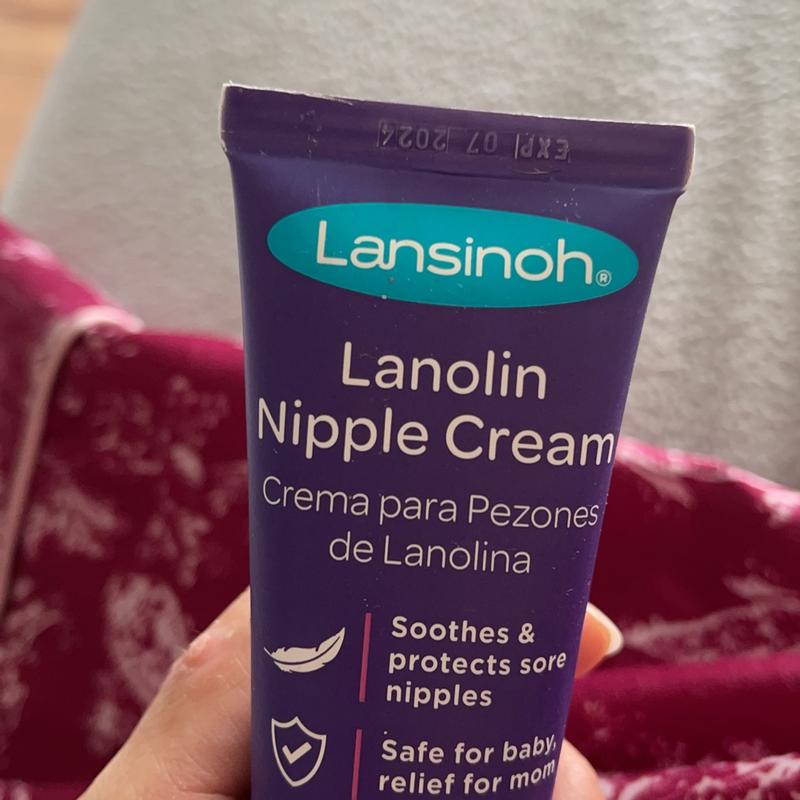 EXP 07 2024
Lansinoh®
Lanolin
Nipple Cream
Crema para Pezones
de Lanolina
Soothes &
protects sore
nipples
Safe for baby,
relief for mom